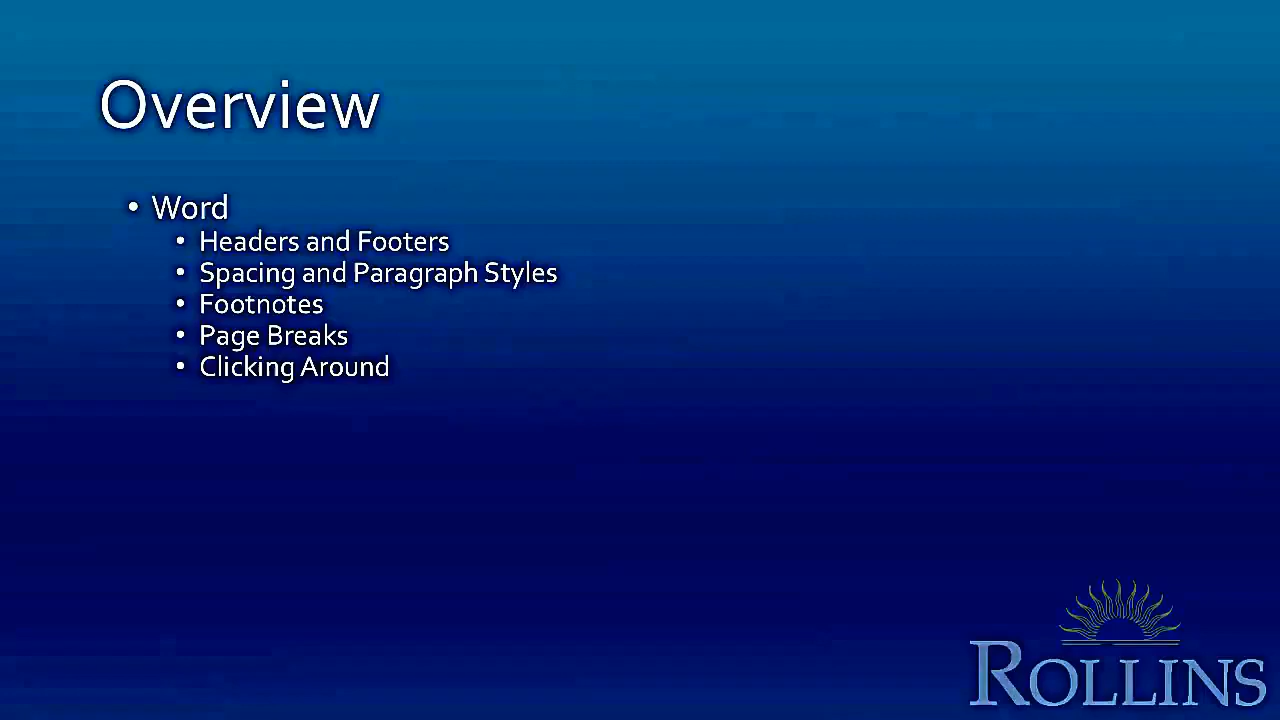 Overview
• Word
• Headers and Footers
• Spacing and Paragraph Styles
• Footnotes
• Page Breaks
• Clicking Around
ROLLINS